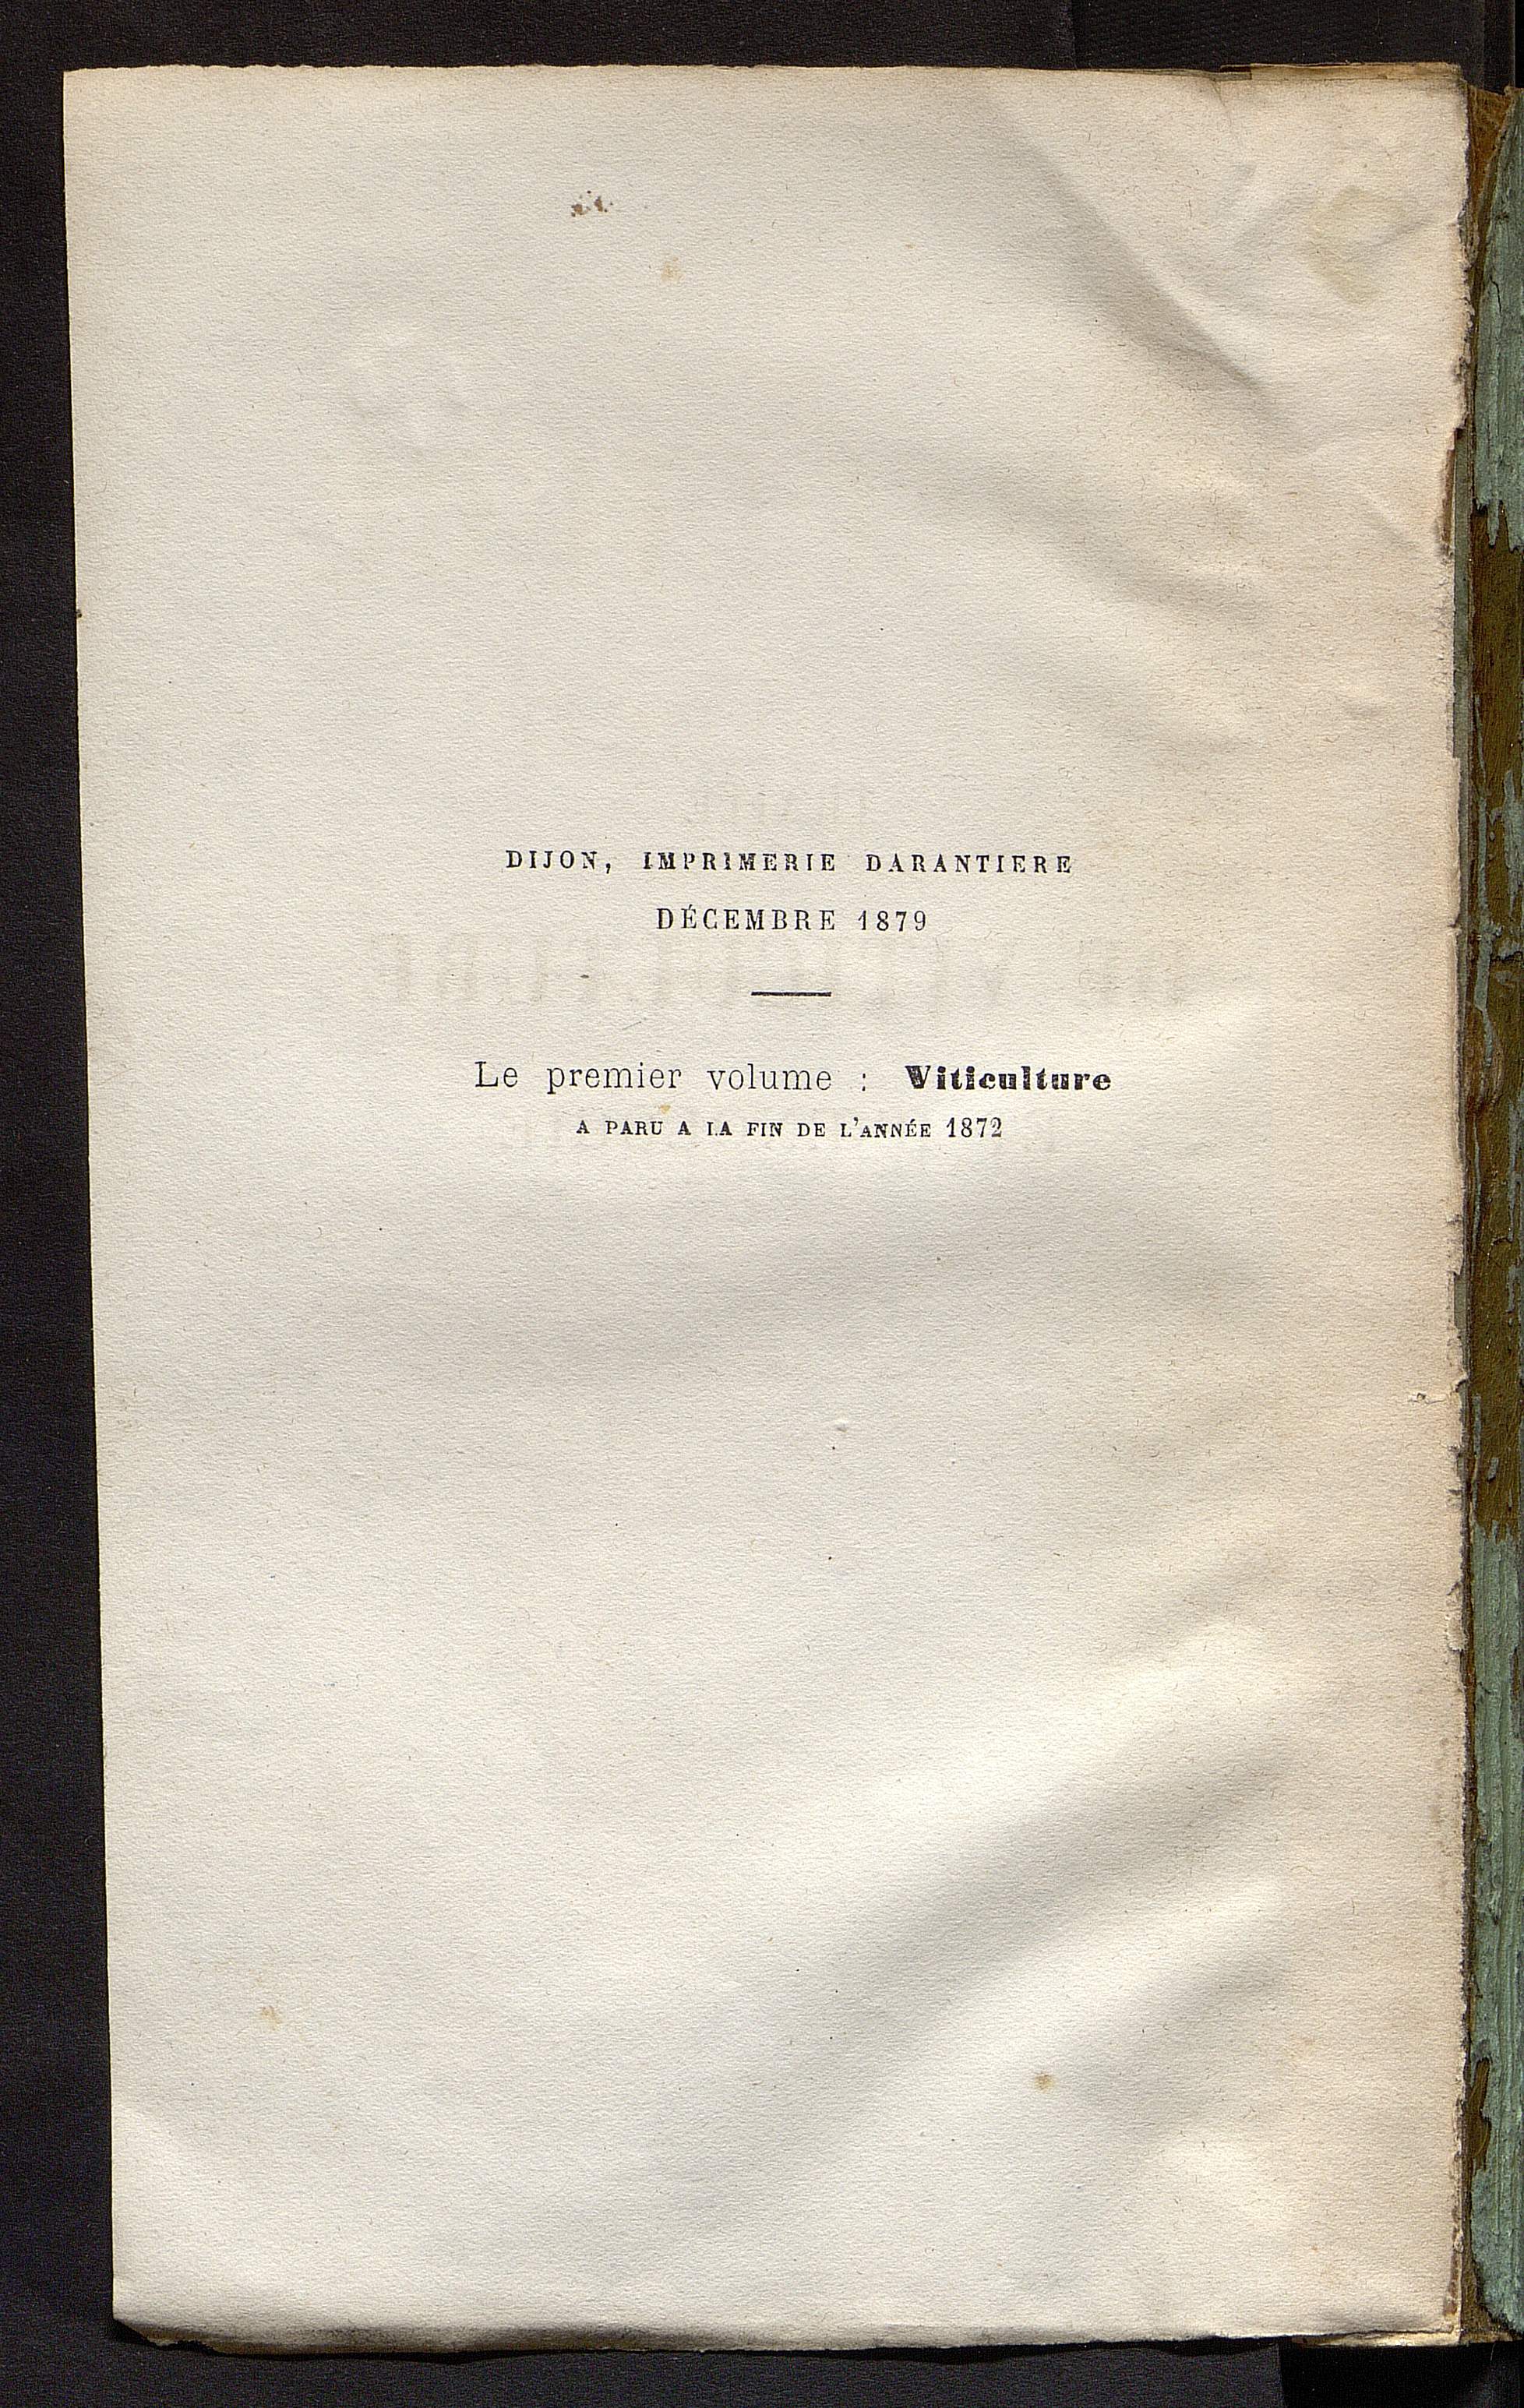 DIJON, IMPRIMERIE DARANTIERE
DÉCEMBRE 1879
Le premier volume : Viticulture
A PARU A LA FIN DE L'ANNÉE 1872